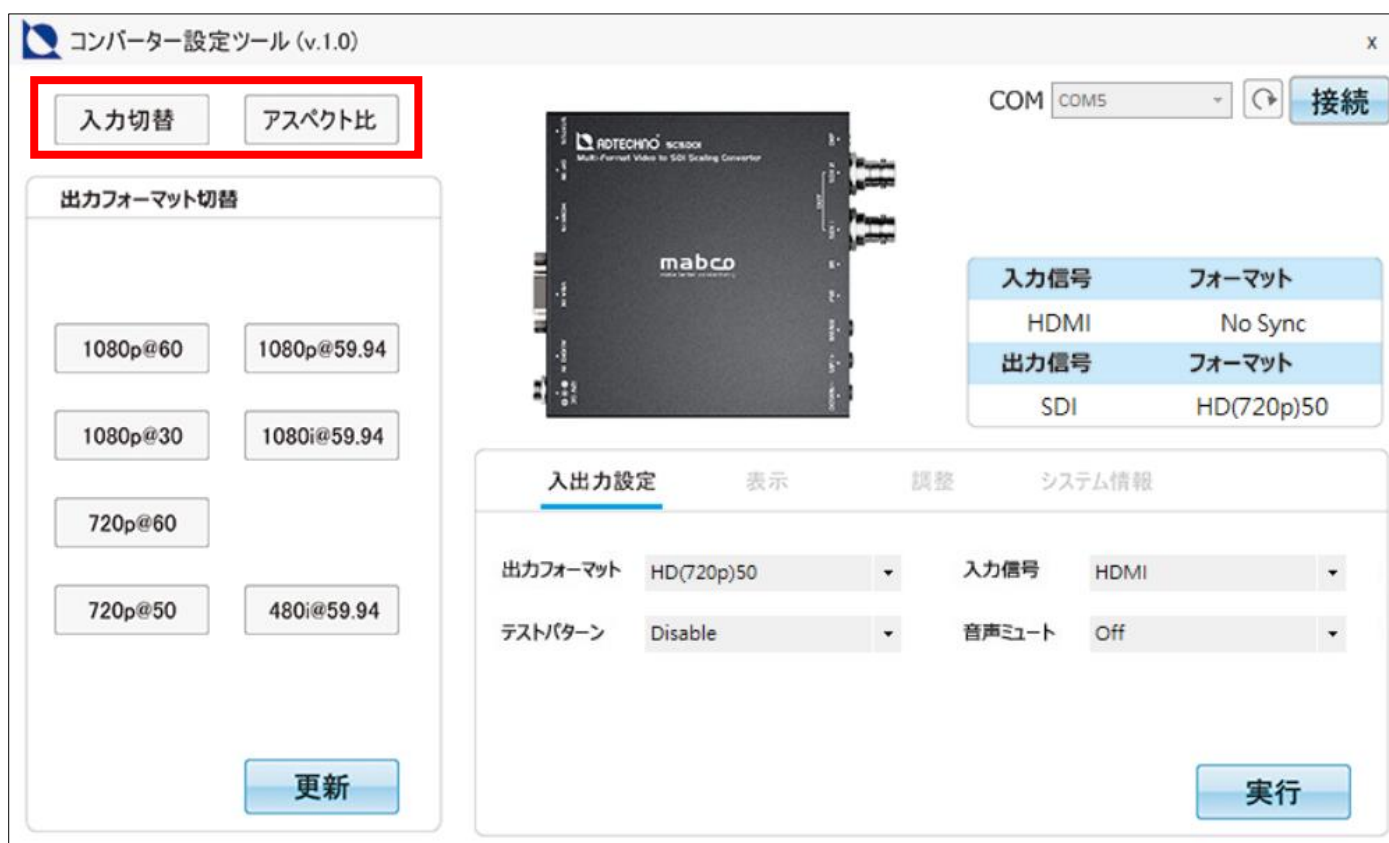 コンバーター設定ツール (v.1.0)
x
入力切替 アスペクト比
COM COM5 接続
出力フォーマット切替
1080p@60 1080p@59.94
1080p@30 1080i@59.94
720p@60
720p@50 480i@59.94
更新
ADTECHNO SCSDOI
Multi-Format Video to SDI Scaling Converter
mabco
入力信号 フォーマット
HDMI No Sync
出力信号 フォーマット
SDI HD(720p)50
入出力設定 表示 調整 システム情報
出力フォーマット HD(720p)50 入力信号 HDMI
テストパターン Disable 音声ミュート Off
実行